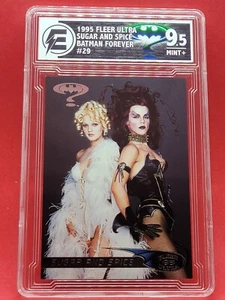 1995 FLEER ULTRA
SUGAR AND SPICE
BATMAN FOREVER
#29
9.5
MINT+
SUGAR AND SPICE